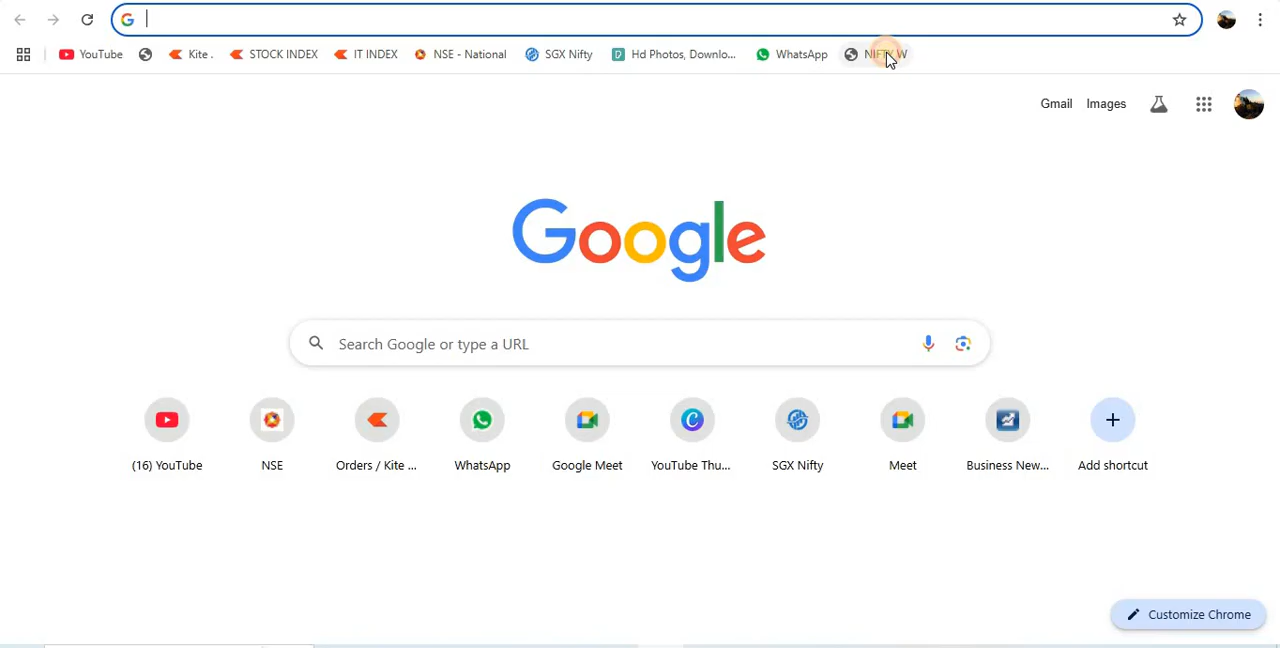 YouTube Kite . STOCK INDEX IT INDEX NSE - National SGX Nifty Hd Photos, Downlo... WhatsApp NIFTY W
Gmail Images
Google
Search Google or type a URL
(16) YouTube NSE Orders / Kite ... WhatsApp Google Meet YouTube Thu... SGX Nifty Meet Business New... Add shortcut
Customize Chrome